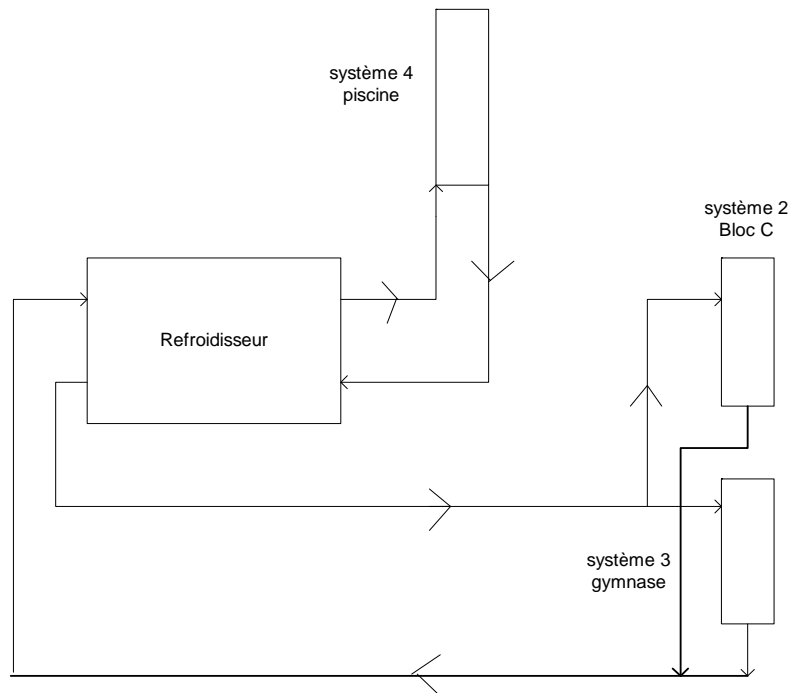 système 4
piscine
système 2
Bloc C
Refroidisseur
système 3
gymnase